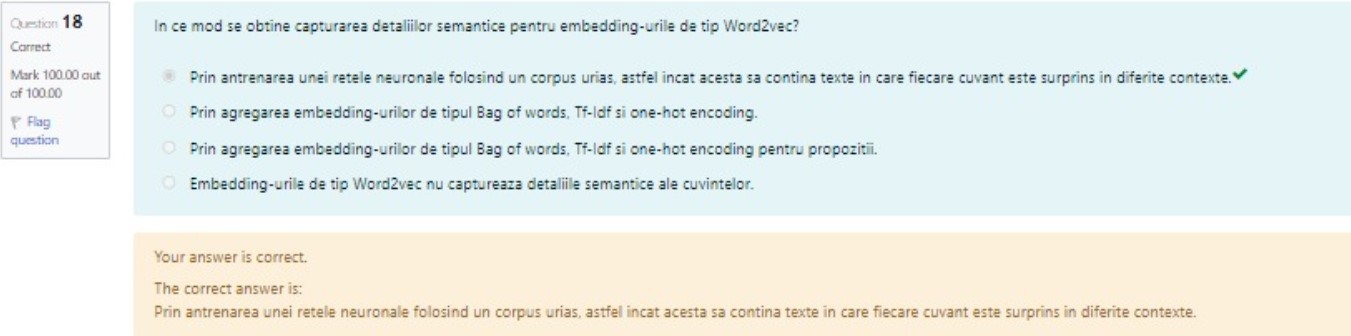 Question 18
Correct
Mark 100.00 out
of 100.00
Flag
question
In ce mod se obtine capturarea detaliilor semantice pentru embedding-urile de tip Word2vec?
Prin antrenarea unei retele neuronale folosind un corpus urias, astfel incat acesta sa contina texte in care fiecare cuvant este surprins in diferite contexte.
Prin agregarea embedding-urilor de tipul Bag of words, Tf-Idf si one-hot encoding.
Prin agregarea embedding-urilor de tipul Bag of words, Tf-Idf si one-hot encoding pentru propozitii.
Embedding-urile de tip Word2vec nu captureaza detaliile semantice ale cuvintelor.
Your answer is correct.
The correct answer is:
Prin antrenarea unei retele neuronale folosind un corpus urias, astfel incat acesta sa contina texte in care fiecare cuvant este surprins in diferite contexte.